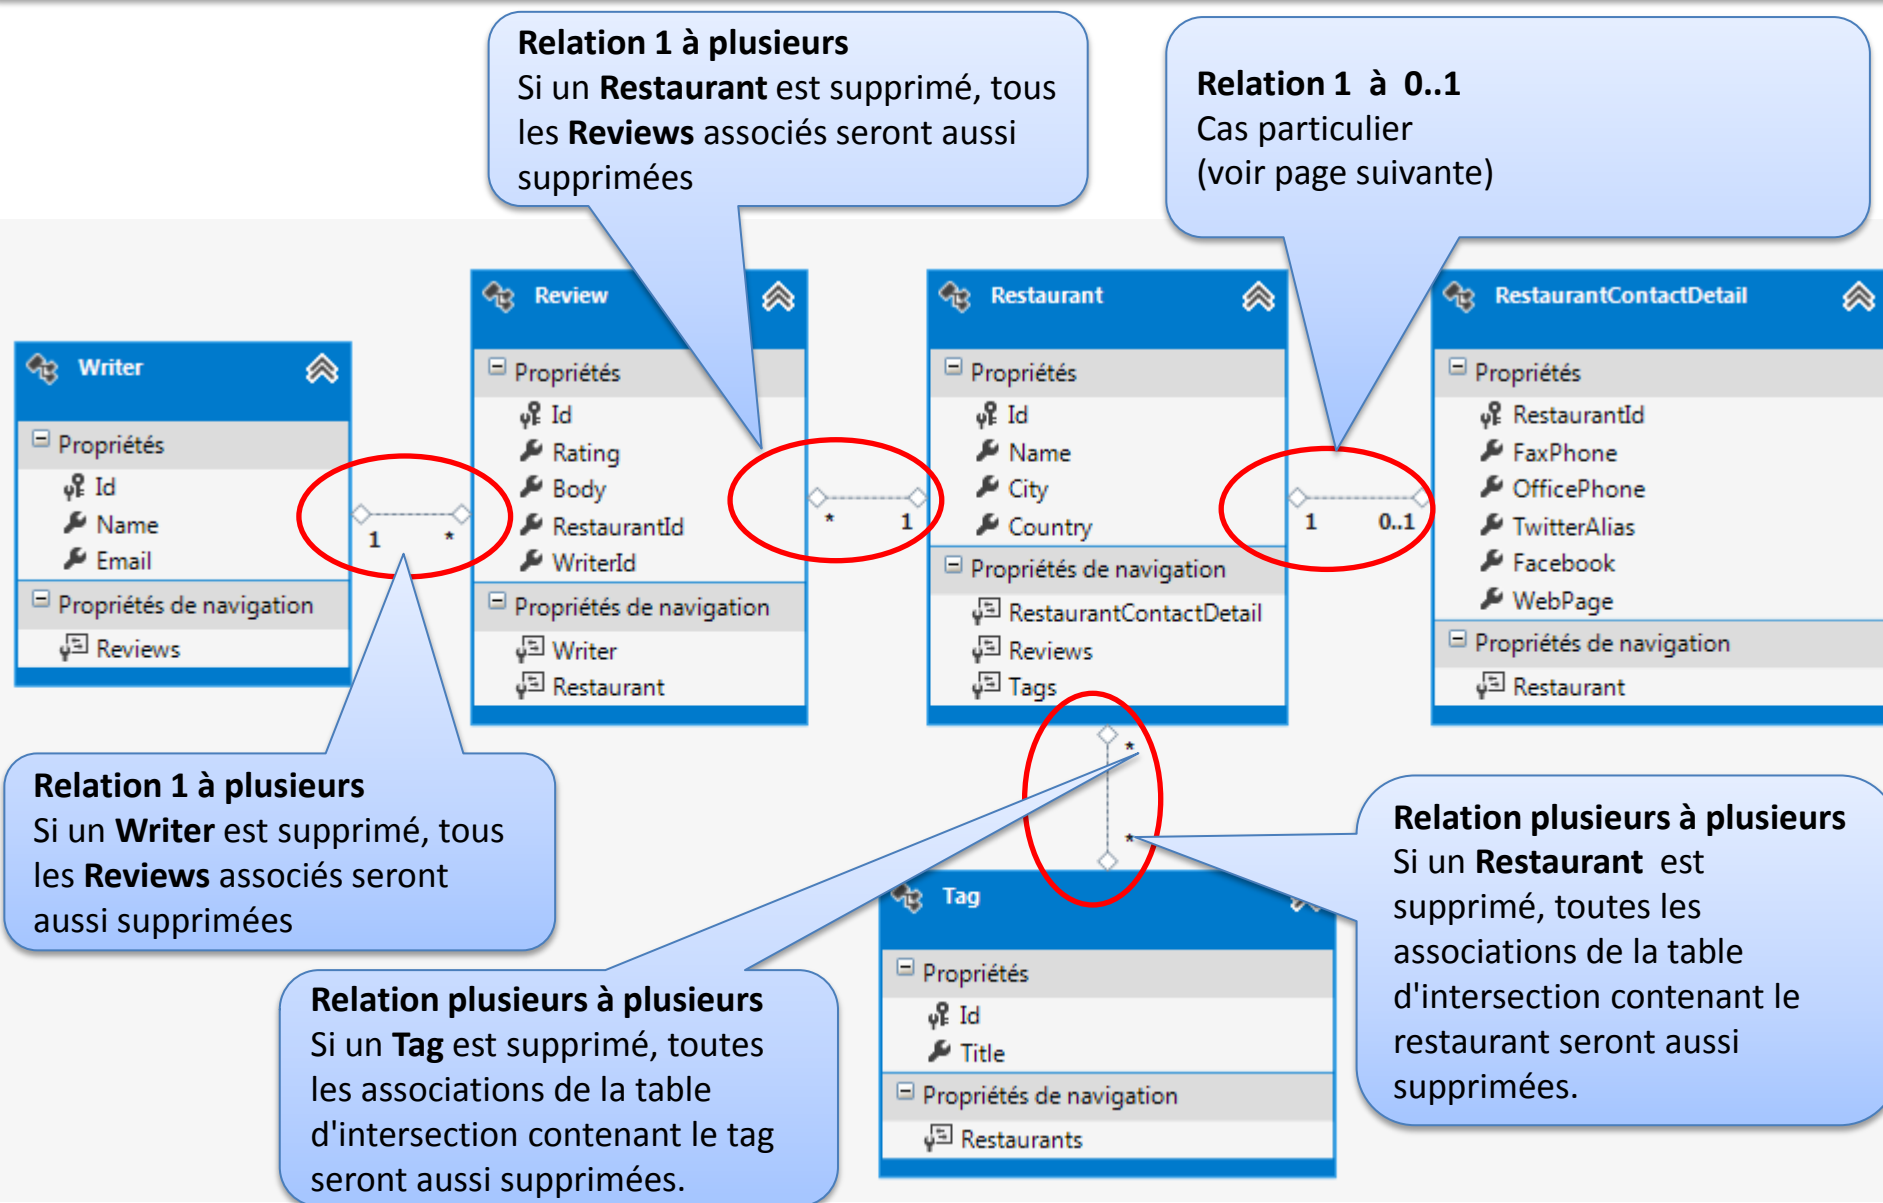 Relation 1 à plusieurs
Si un Restaurant est supprimé, tous
les Reviews associés seront aussi
supprimées
Relation 1 à 0..1
Cas particulier
(voir page suivante)
Writer
Propriétés
Id
Name
Email
Propriétés de navigation
Reviews
1 *
Review
Propriétés
Id
Rating
Body
RestaurantId
WriterId
Propriétés de navigation
Writer
Restaurant
* 1
Restaurant
Propriétés
Id
Name
City
Country
Propriétés de navigation
RestaurantContactDetail
Reviews
Tags
1 0..1
RestaurantContactDetail
Propriétés
RestaurantId
FaxPhone
OfficePhone
TwitterAlias
Facebook
WebPage
Propriétés de navigation
Restaurant
*
*
Relation 1 à plusieurs
Si un Writer est supprimé, tous
les Reviews associés seront
aussi supprimées
Relation plusieurs à plusieurs
Si un Tag est supprimé, toutes
les associations de la table
d'intersection contenant le tag
seront aussi supprimées.
Tag
Propriétés
Id
Title
Propriétés de navigation
Restaurants
Relation plusieurs à plusieurs
Si un Restaurant est
supprimé, toutes les
associations de la table
d'intersection contenant le
restaurant seront aussi
supprimées.